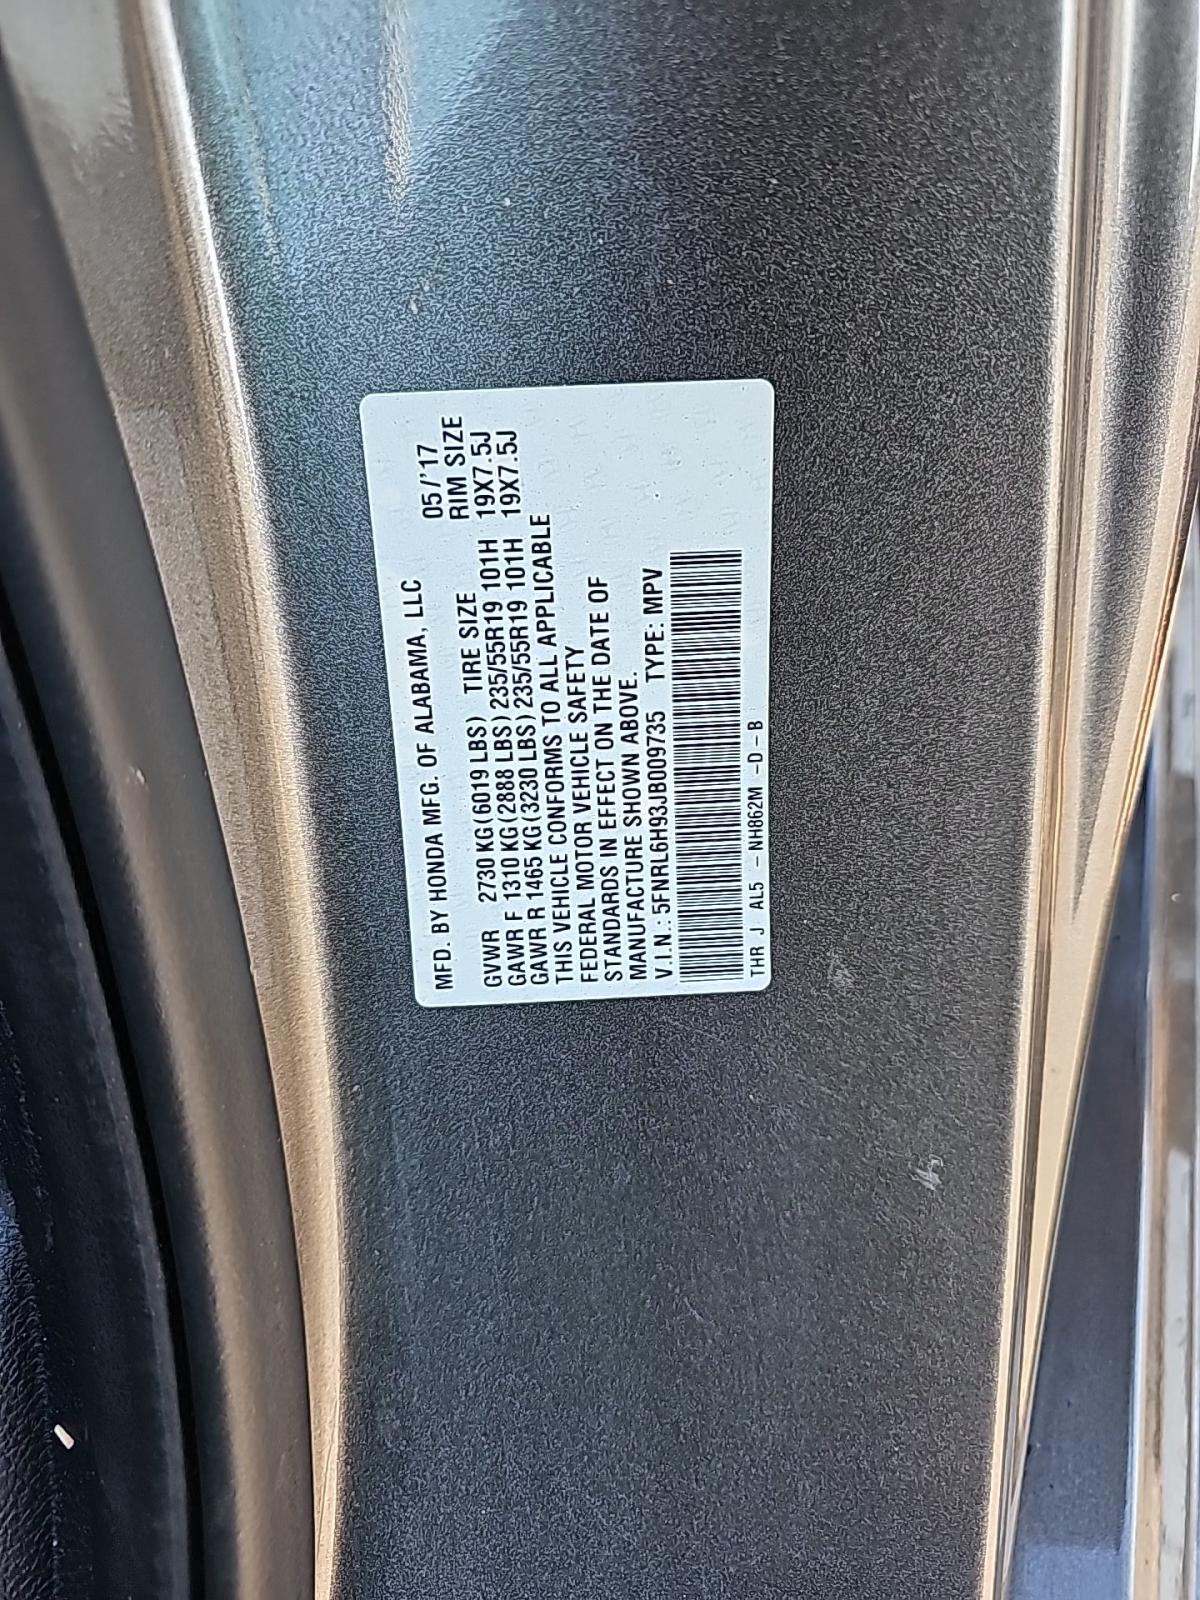 MFD. BY HONDA MFG. OF ALABAMA, LLC 05/'17
TIRE SIZE RIM SIZE
GVWR 2730 KG (6019 LBS)
GAWR F 1310 KG (2888 LBS) 235/55R19 101H 19X7.5J
GAWR R 1465 KG (3230 LBS) 235/55R19 101H 19X7.5J
THIS VEHICLE CONFORMS TO ALL APPLICABLE
FEDERAL MOTOR VEHICLE SAFETY
STANDARDS IN EFFECT ON THE DATE OF
MANUFACTURE SHOWN ABOVE.
V.I.N.: 5FNRL6H93JB009735 TYPE: MPV
THR J AL5 - NH862M -D - B